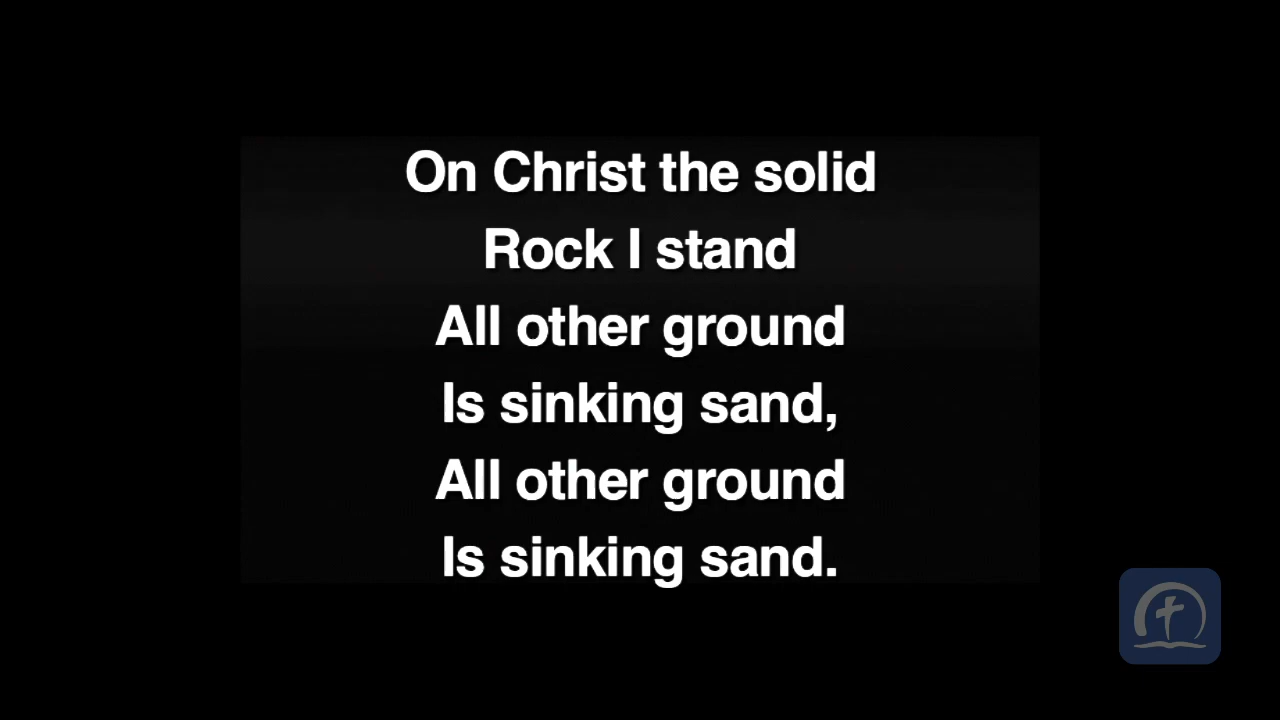 On Christ the solid
Rock I stand
All other ground
Is sinking sand,
All other ground
Is sinking sand.